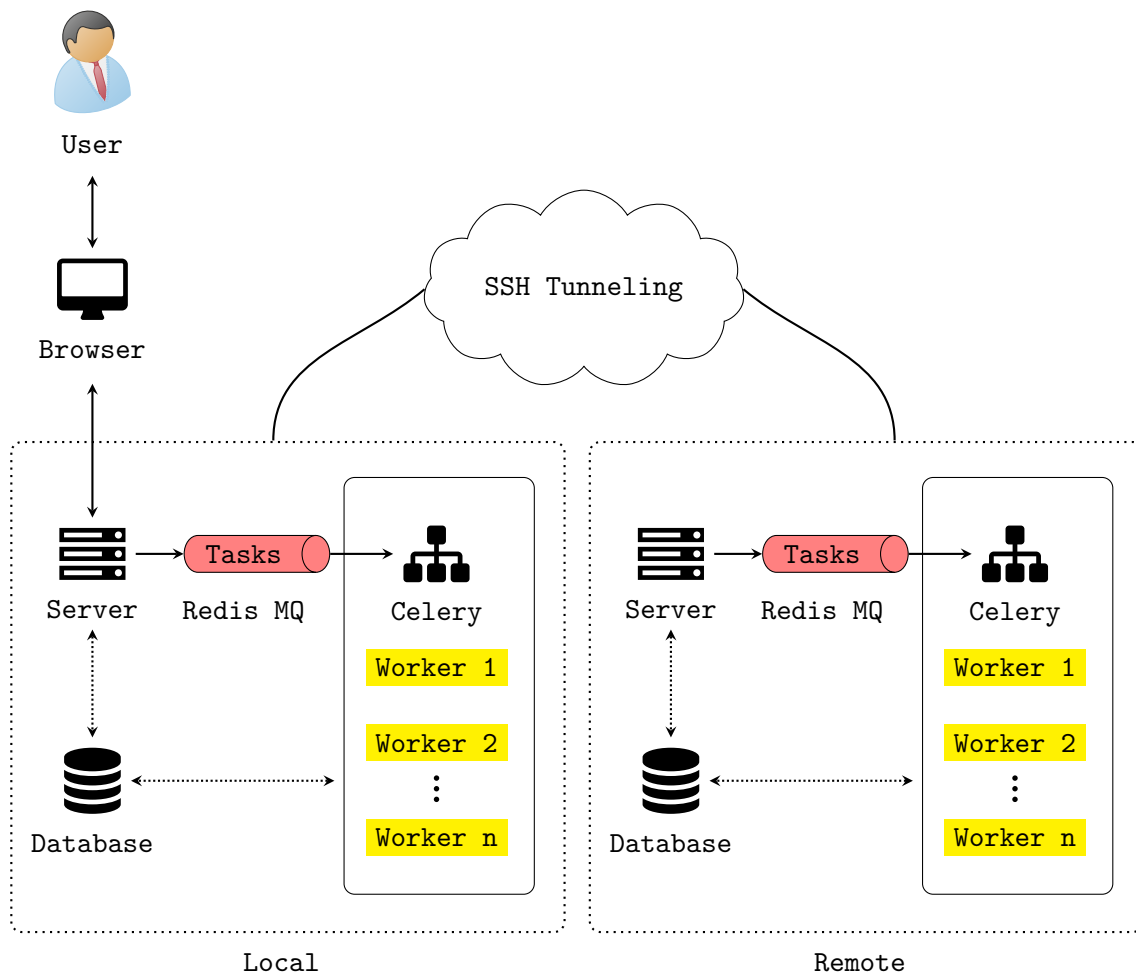 User
SSH Tunneling
Browser
Tasks
Server
Redis MQ
Celery
Worker 1
Worker 2
Worker n
Database
Local
Tasks
Server
Redis MQ
Celery
Worker 1
Worker 2
Worker n
Database
Remote